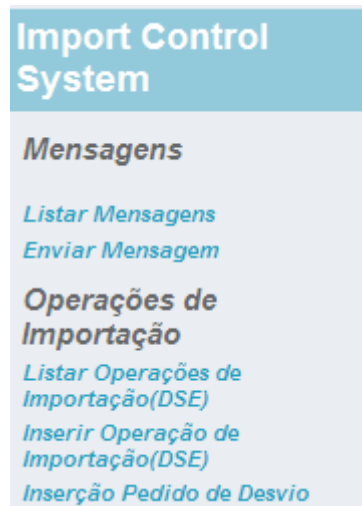 Import Control
System
Mensagens
Listar Mensagens
Enviar Mensagem
Operações de
Importação
Listar Operações de
Importação(DSE)
Inserir Operação de
Importação(DSE)
Inserção Pedido de Desvio